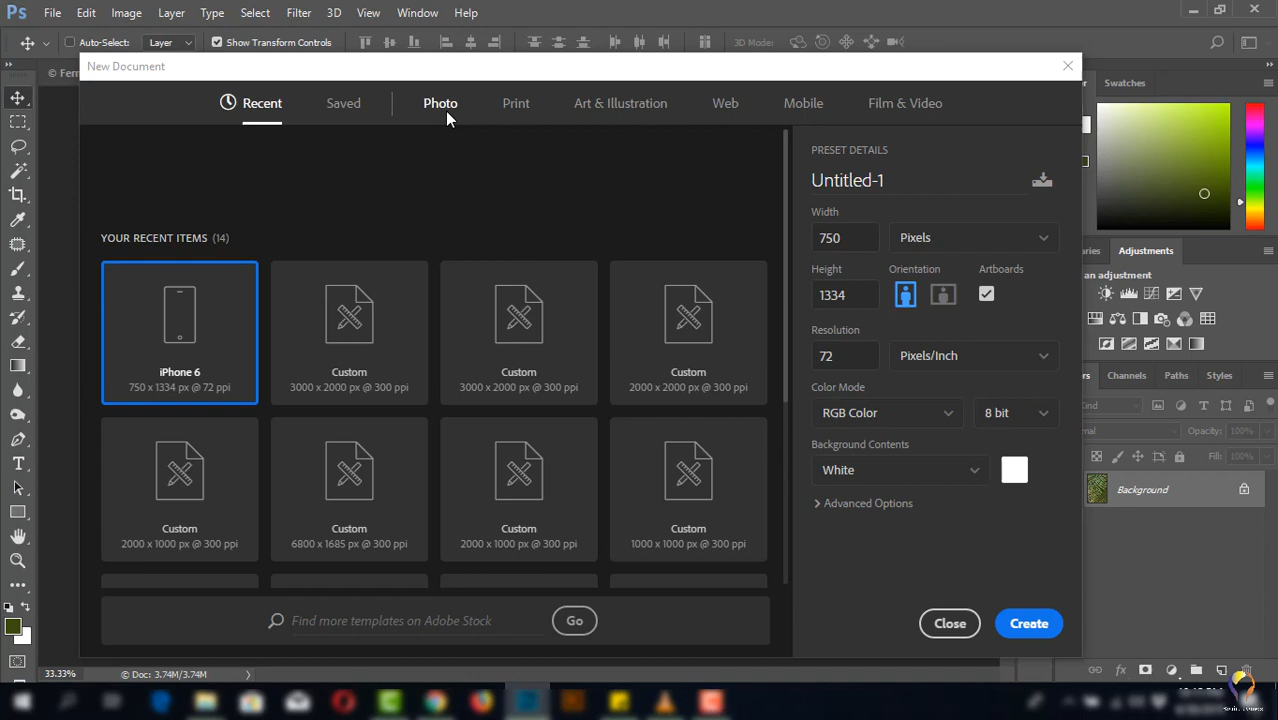 Ps File Edit Image Layer Type Select Filter 3D View Window Help
Auto-Select: Layer Show Transform Controls 3D Mode:
New Document
Recent Saved Photo Print Art & Illustration Web Mobile Film & Video
Swatches
PRESET DETAILS
Untitled-1
Width
750 Pixels
YOUR RECENT ITEMS (14)
Height Orientation Artboards
1334
Adjustments
an adjustment
Resolution
72 Pixels/Inch
iPhone 6
750 x 1334 px @ 72 ppi
Custom
3000 x 2000 px @ 300 ppi
Custom
3000 x 2000 px @ 300 ppi
Custom
2000 x 2000 px @ 300 ppi
Color Mode
RGB Color 8 bit
Channels Paths Styles
Kind
Opacity: 100%
Background Contents
White
Fill: 100%
Background
Advanced Options
Custom
2000 x 1000 px @ 300 ppi
Custom
6800 x 1685 px @ 300 ppi
Custom
2000 x 1000 px @ 300 ppi
Custom
1000 x 1000 px @ 300 ppi
Find more templates on Adobe Stock Go
Close Create
33.33% Doc: 3.74M/3.74M